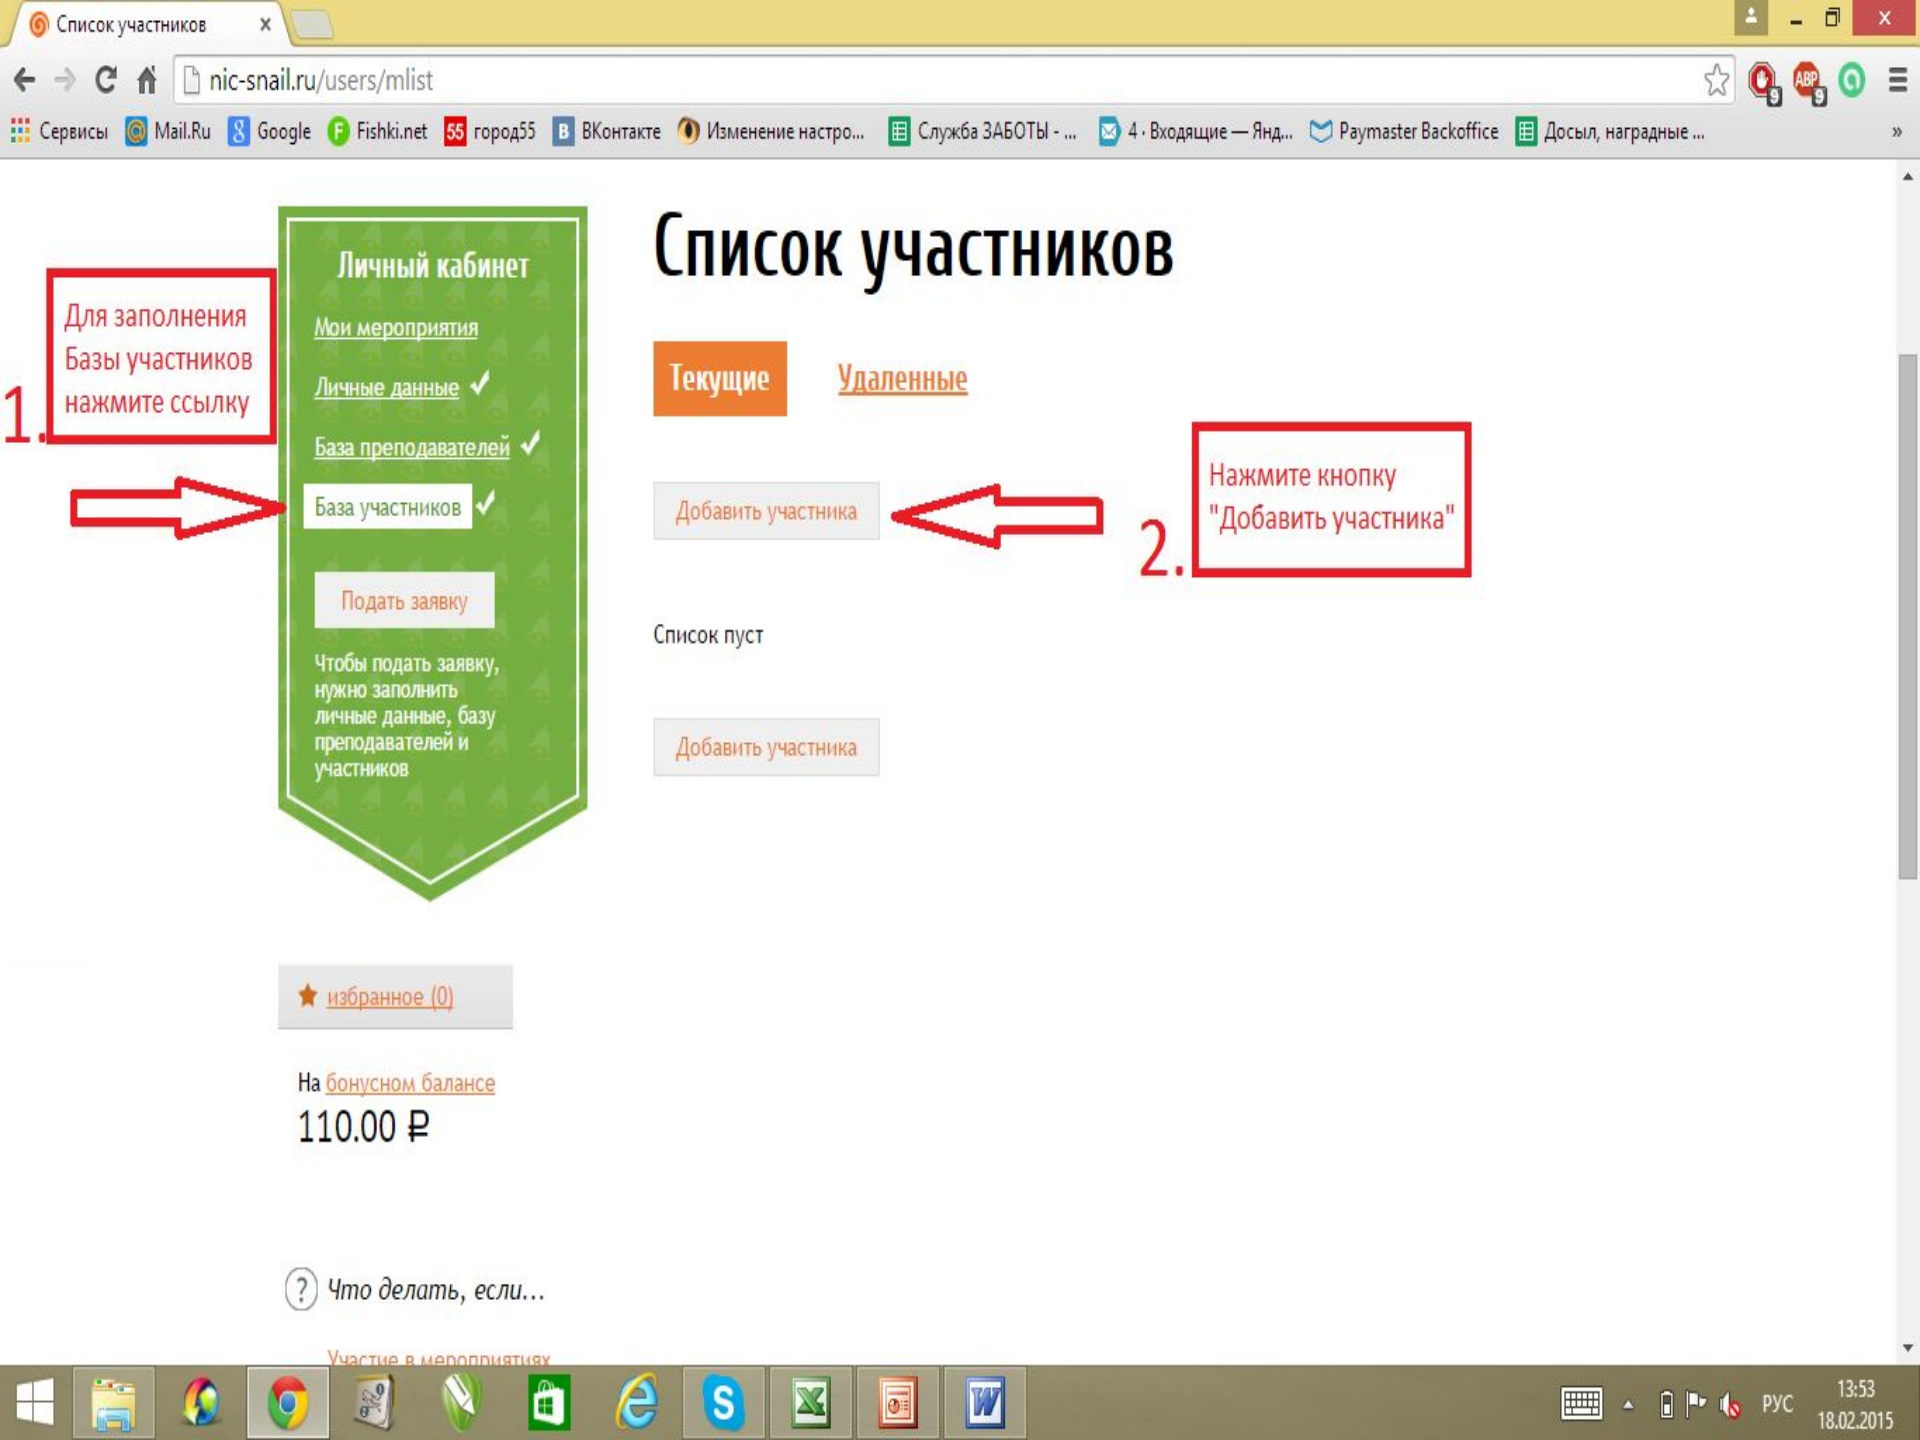 Список участников
nic-snail.ru/users/mlist
Сервисы Mail.Ru Google Fishki.net город55 ВКонтакте Изменение настро... Служба ЗАБОТЫ - ... 4 · Входящие — Янд... Paymaster Backoffice Досыл, наградные ... »
Личный кабинет
Мои мероприятия
Личные данные
База преподавателей
База участников
Подать заявку
Чтобы подать заявку,
нужно заполнить
личные данные, базу
преподавателей и
участников
1.
Для заполнения
Базы участников
нажмите ссылку
Список участников
Текущие Удаленные
Добавить участника
2.
Нажмите кнопку
"Добавить участника"
Список пуст
Добавить участника
избранное (0)
На бонусном балансе
110.00 ₽
? Что делать, если...
Участие в мероприятиях
РУС
13:53
18.02.2015